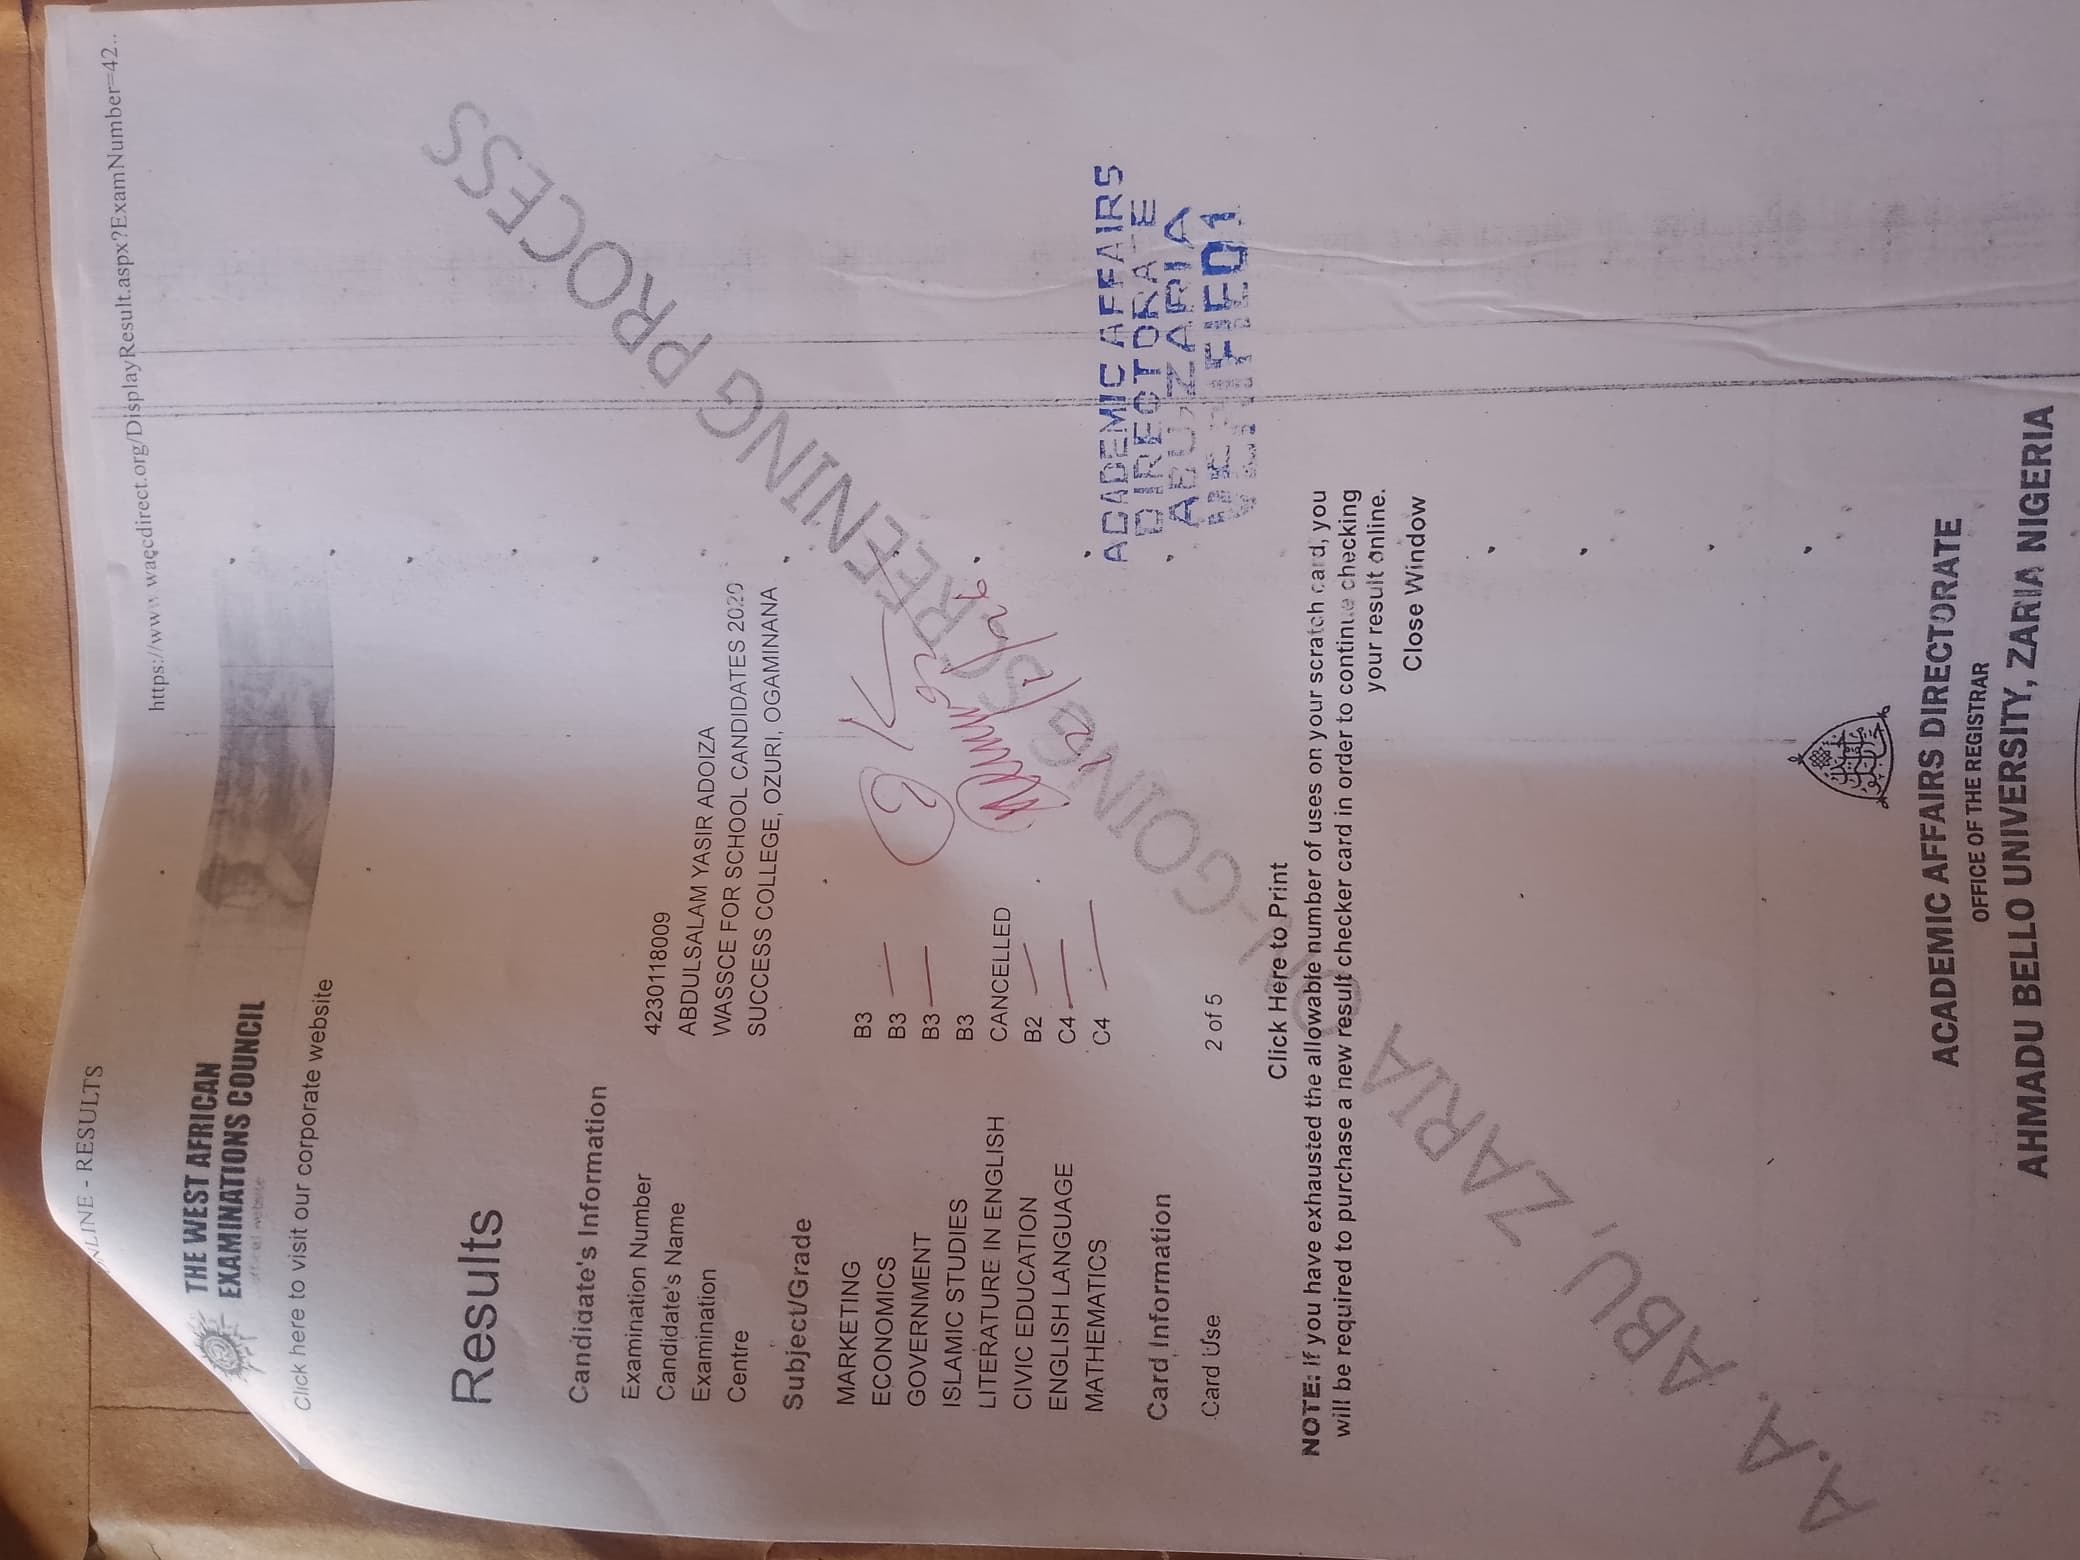 ONLINE - RESULTS
https://www.waecdirect.org/DisplayResult.aspx?ExamNumber=42...
THE WEST AFRICAN
EXAMINATIONS COUNCIL
Click here to visit our corporate website
Results
Candidate's Information
Examination Number 4230118009
Candidate's Name ABDULSALAM YASIR ADOIZA
Examination WASSCE FOR SCHOOL CANDIDATES 2020
Centre SUCCESS COLLEGE, OZURI, OGAMINANA
Subject/Grade
MARKETING B3
ECONOMICS B3
GOVERNMENT B3
ISLAMIC STUDIES B3
LITERATURE IN ENGLISH CANCELLED
CIVIC EDUCATION B2
ENGLISH LANGUAGE C4
MATHEMATICS C4
Card Information
Card Use 2 of 5
ACADEMIC AFFAIRS
DIRECTORATE
ABU ZARIA
VERIFIED 1
Click Here to Print
NOTE: If you have exhausted the allowable number of uses on your scratch card, you
will be required to purchase a new result checker card in order to continue checking
your result online.
Close Window
A.A. ABU, ZARIA ON-GOING SCREENING PROCESS
ACADEMIC AFFAIRS DIRECTORATE
OFFICE OF THE REGISTRAR
AHMADU BELLO UNIVERSITY, ZARIA NIGERIA